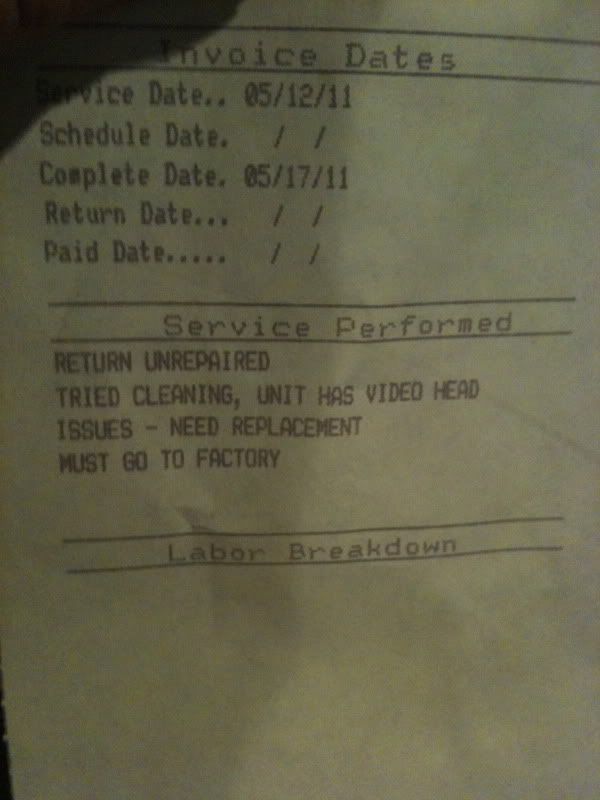 Invoice Dates
Service Date.. 05/12/11
Schedule Date. / /
Complete Date. 05/17/11
Return Date... / /
Paid Date..... / /
Service Performed
RETURN UNREPAIRED
TRIED CLEANING, UNIT HAS VIDEO HEAD
ISSUES - NEED REPLACEMENT
MUST GO TO FACTORY
Labor Breakdown